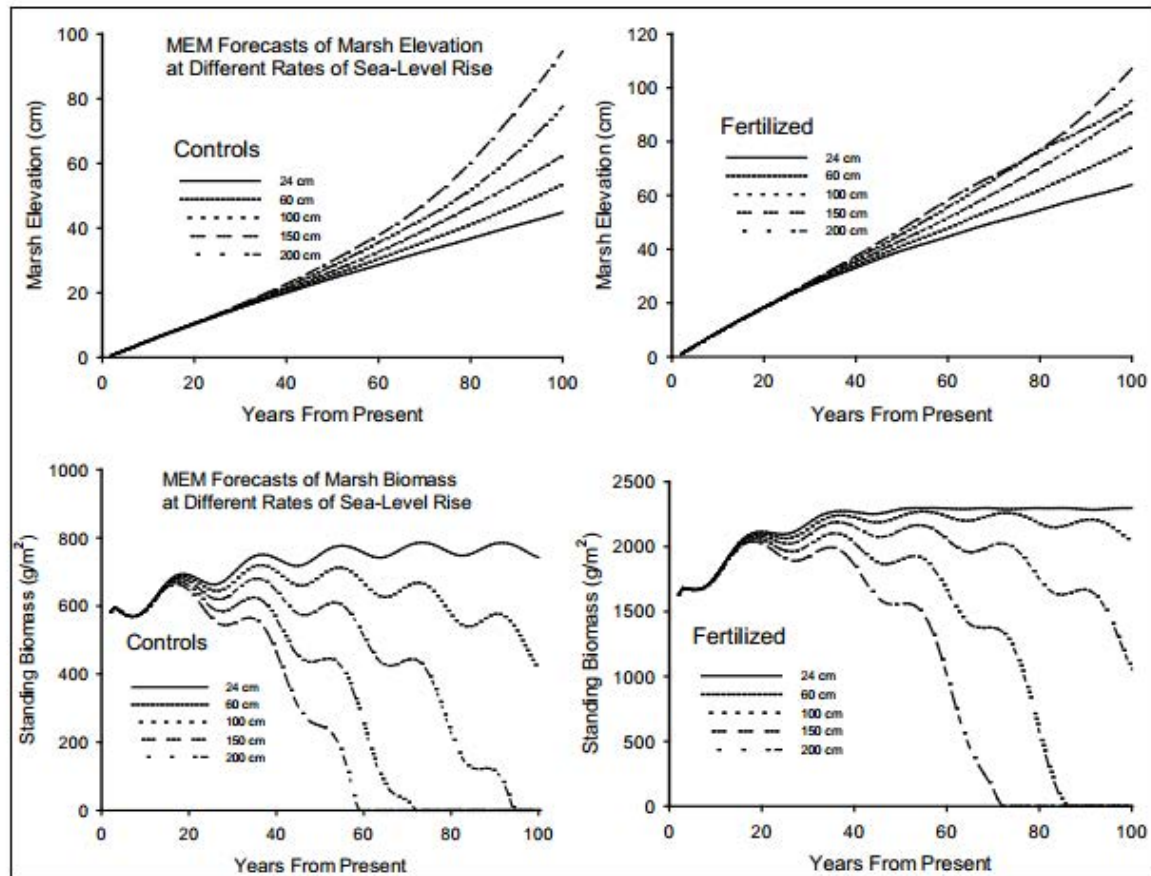 MEM Forecasts of Marsh Elevation
at Different Rates of Sea-Level Rise
Marsh Elevation (cm)
100
80
60
40
20
0
Controls
24 cm
60 cm
100 cm
150 cm
200 cm
0 20 40 60 80 100
Years From Present
Marsh Elevation (cm)
120
100
80
60
40
20
0
Fertilized
24 cm
60 cm
100 cm
150 cm
200 cm
0 20 40 60 80 100
Years From Present
MEM Forecasts of Marsh Biomass
at Different Rates of Sea-Level Rise
Standing Biomass (g/m²)
1000
800
600
400
200
0
Controls
24 cm
60 cm
100 cm
150 cm
200 cm
0 20 40 60 80 100
Years From Present
Standing Biomass (g/m²)
2500
2000
1500
1000
500
0
Fertilized
24 cm
60 cm
100 cm
150 cm
200 cm
0 20 40 60 80 100
Years From Present